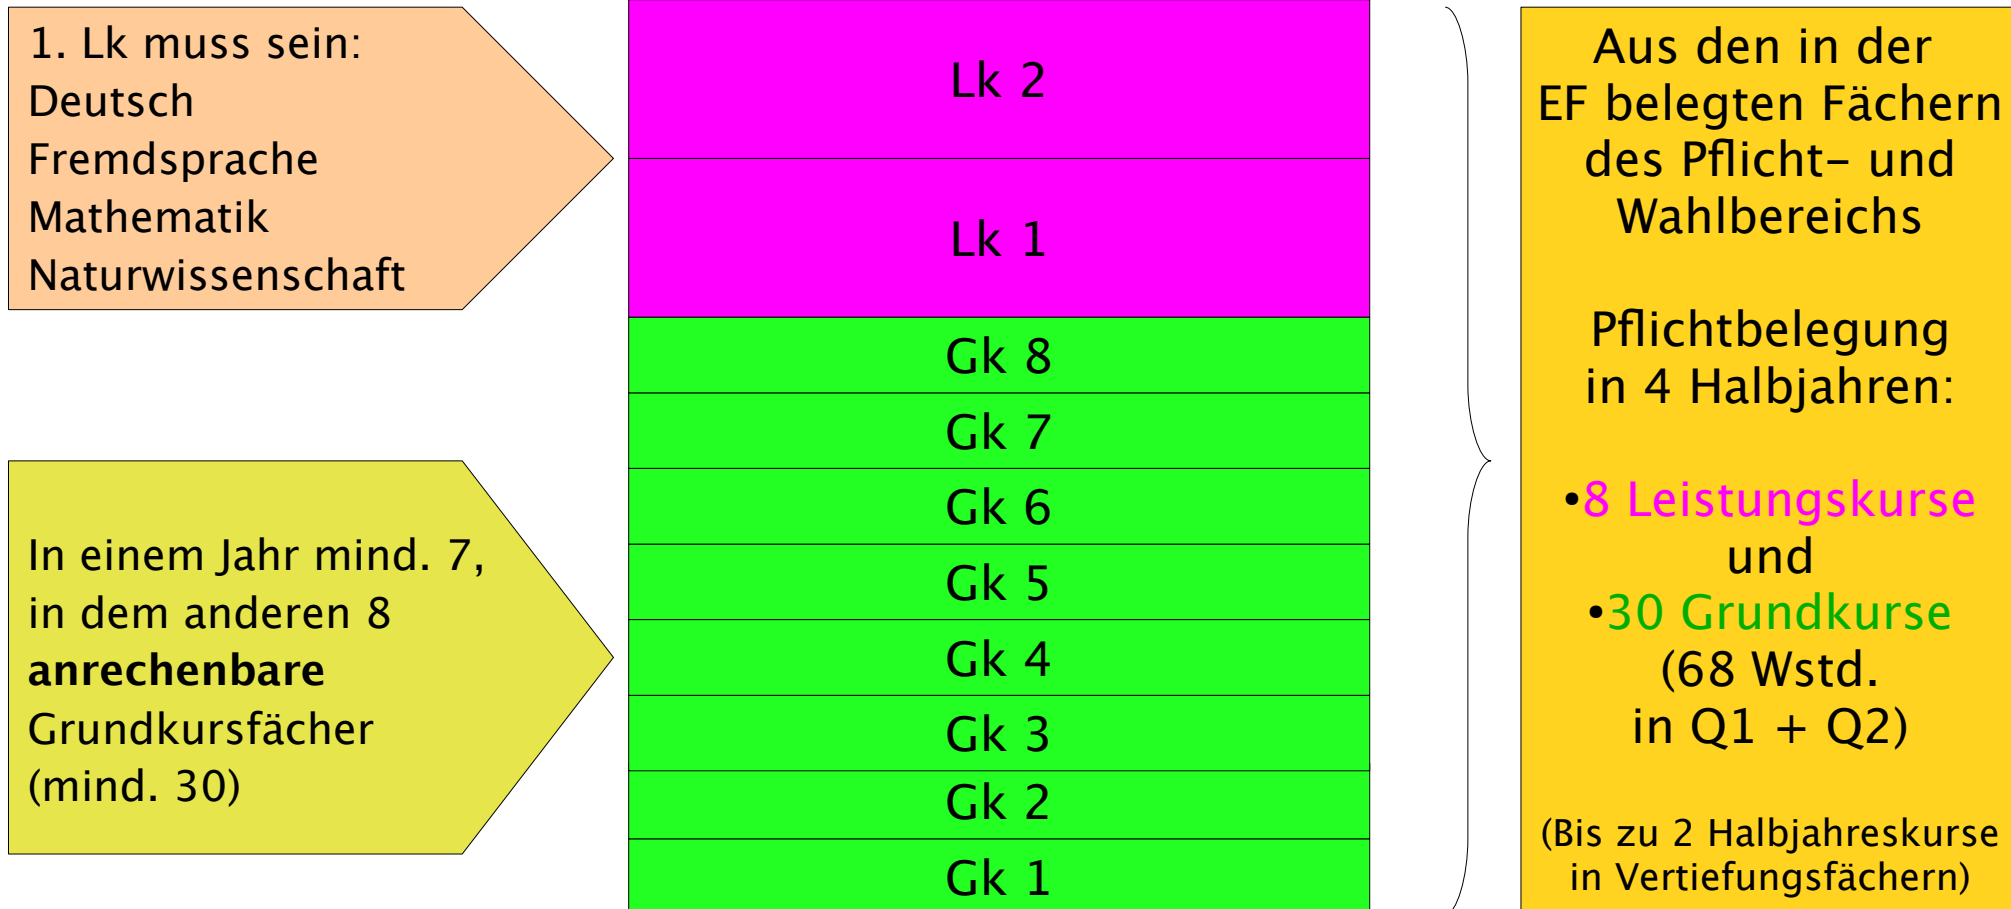 1. Lk muss sein:
Deutsch
Fremdsprache
Mathematik
Naturwissenschaft
In einem Jahr mind. 7,
in dem anderen 8
anrechenbare
Grundkursfächer
(mind. 30)
Lk 2
Lk 1
Gk 8
Gk 7
Gk 6
Gk 5
Gk 4
Gk 3
Gk 2
Gk 1
Aus den in der
EF belegten Fächern
des Pflicht- und
Wahlbereichs
Pflichtbelegung
in 4 Halbjahren:
•8 Leistungskurse
und
•30 Grundkurse
(68 Wstd.
in Q1 + Q2)
(Bis zu 2 Halbjahreskurse
in Vertiefungsfächern)